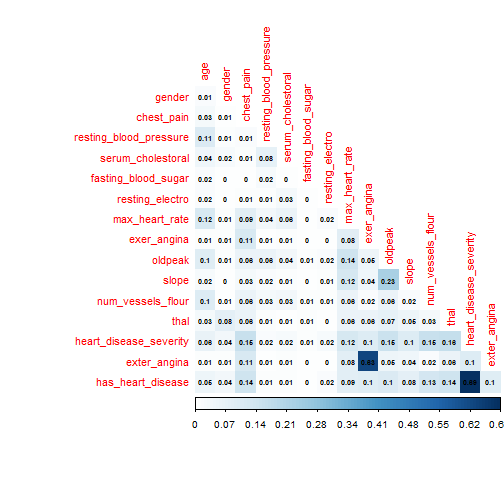 age
gender
chest_pain
resting_blood_pressure
serum_cholestoral
fasting_blood_sugar
resting_electro
max_heart_rate
exer_angina
oldpeak
slope
num_vessels_flour
thal
heart_disease_severity
exter_angina
gender 0.01
chest_pain 0.03 0.01
resting_blood_pressure 0.11 0.01 0.01
serum_cholestoral 0.04 0.02 0.01 0.08
fasting_blood_sugar 0.02 0 0 0.02 0
resting_electro 0.02 0.01 0.01 0.01 0.03 0
max_heart_rate 0.12 0.01 0.09 0.04 0.06 0 0.02
exer_angina 0.01 0.01 0.11 0.01 0.01 0 0 0.08
oldpeak 0.1 0.01 0.06 0.06 0.04 0.01 0.02 0.14 0.05
slope 0.02 0 0.03 0.02 0.01 0.01 0.02 0.12 0.04 0.23
num_vessels_flour 0.1 0.01 0.06 0.03 0.03 0.01 0.01 0.06 0.02 0.06 0.02
thal 0.03 0.08 0.06 0.02 0.01 0.01 0 0.06 0.06 0.07 0.05 0.03
heart_disease_severity 0.06 0.04 0.15 0.02 0.02 0.01 0.02 0.12 0.1 0.15 0.1 0.15 0.16
exter_angina 0.01 0.01 0.11 0.01 0.01 0 0 0.08 0.05 0.04 0.02 0.06 0.1
has_heart_disease 0.05 0.04 0.14 0.01 0.01 0 0.02 0.09 0.1 0.1 0.08 0.13 0.14 0.1
0 0.07 0.14 0.21 0.28 0.34 0.41 0.48 0.55 0.62